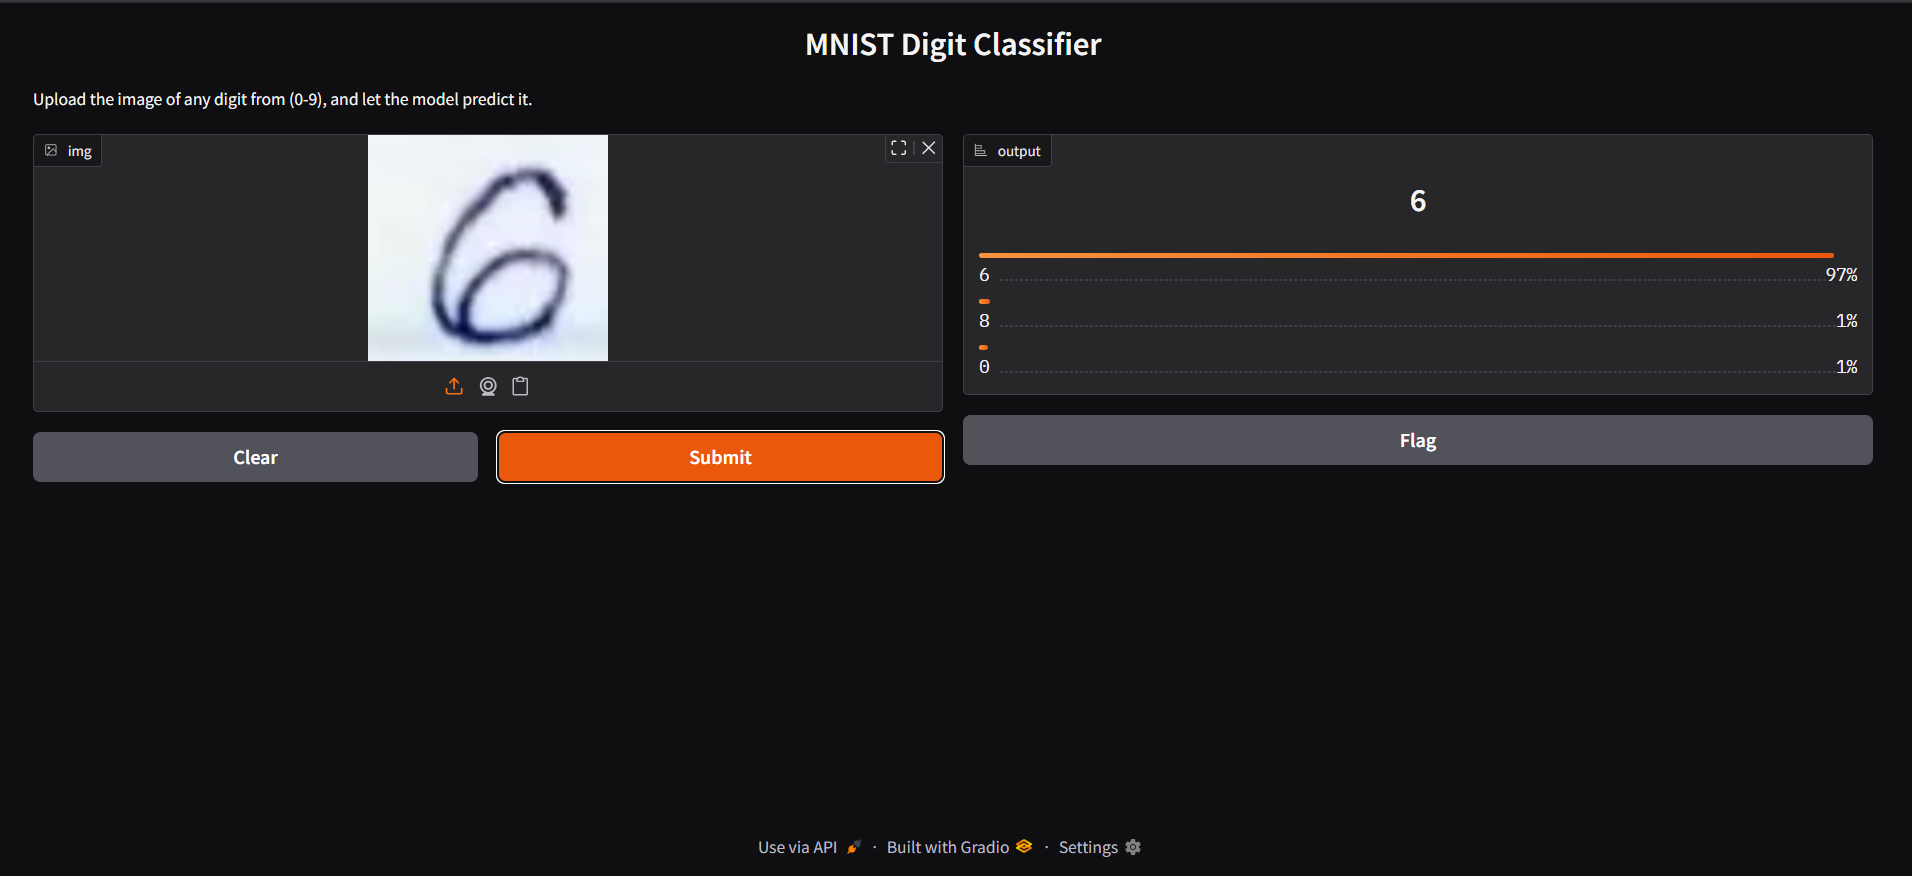 MNIST Digit Classifier
Upload the image of any digit from (0-9), and let the model predict it.
img
6
Clear
Submit
output
6
6 97%
8 1%
0 1%
Flag
Use via API · Built with Gradio · Settings